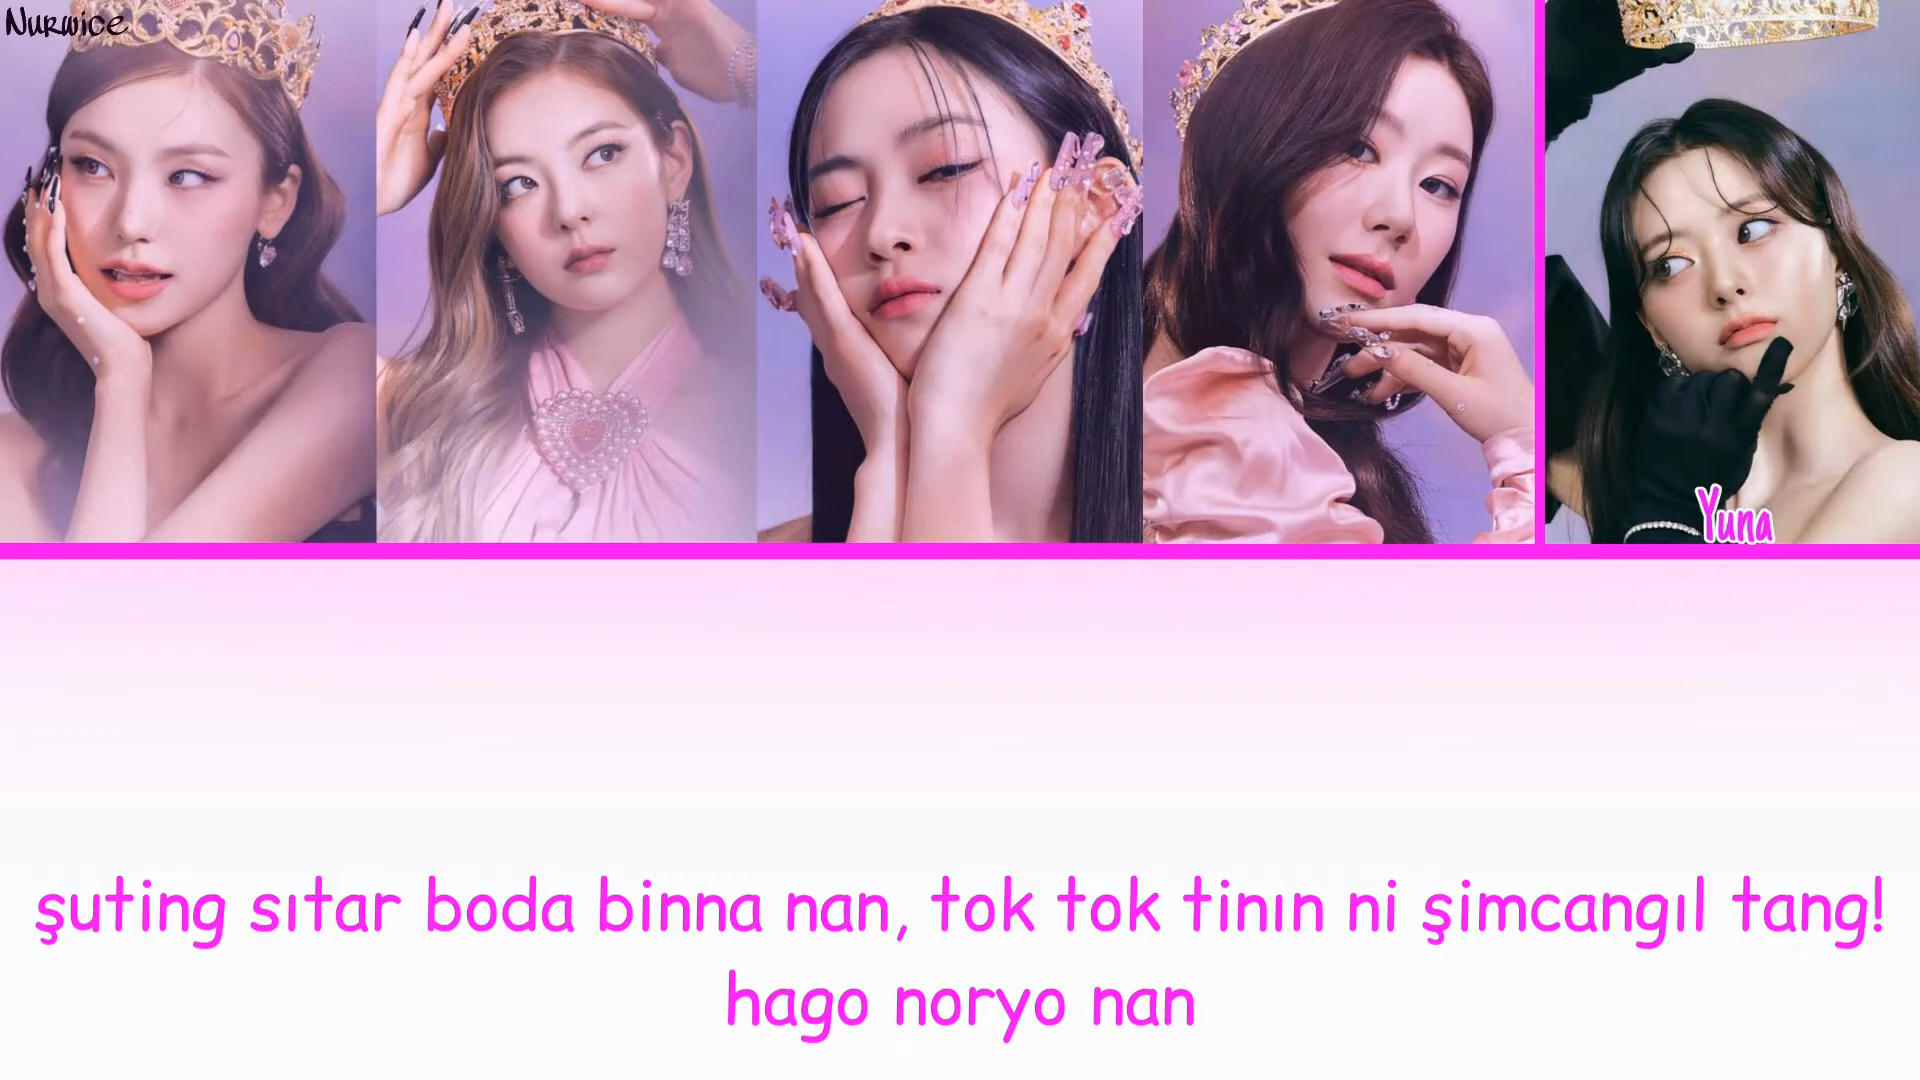 Nurwice
Yuna
şuting sıtar boda binna nan, tok tok tinın ni şimcangıl tang!
hago noryo nan